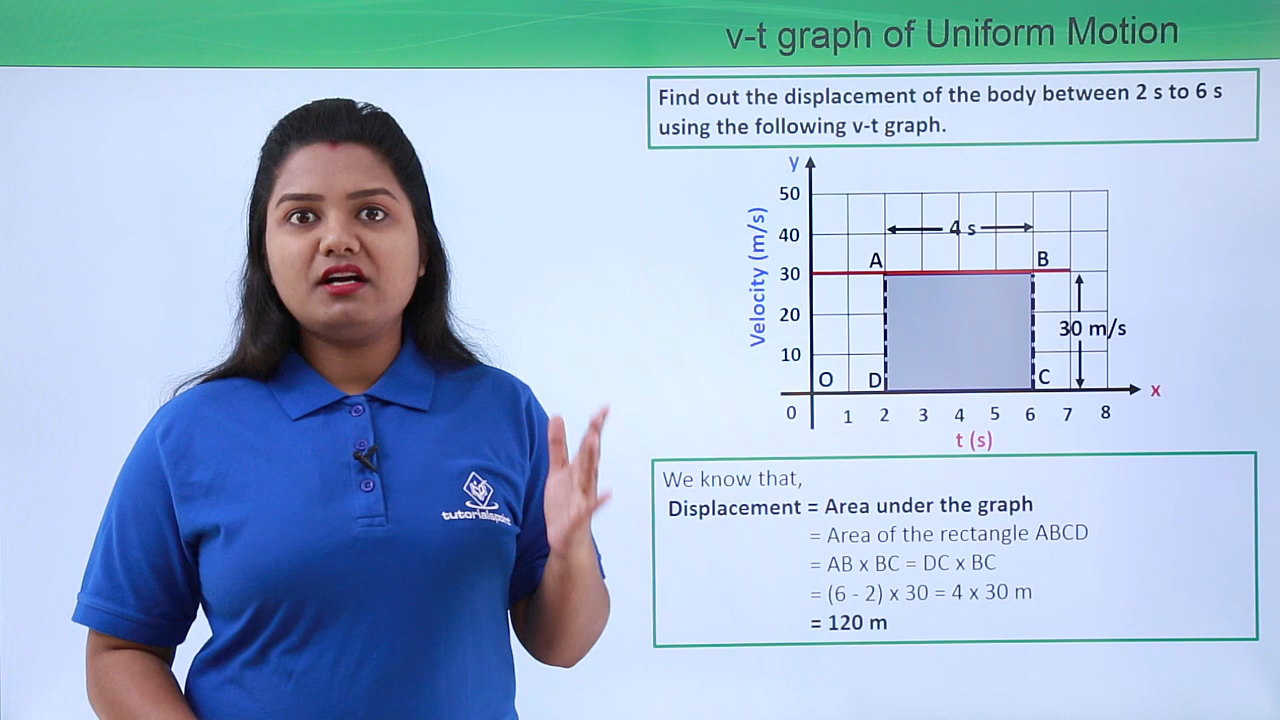 v-t graph of Uniform Motion
Find out the displacement of the body between 2 s to 6 s
using the following v-t graph.
y
50
40
30
20
10
0
Velocity (m/s)
4 s
A
B
30 m/s
O
D
C
x
1 2 3 4 5 6 7 8
t (s)
We know that,
Displacement = Area under the graph
= Area of the rectangle ABCD
= AB x BC = DC x BC
= (6 - 2) x 30 = 4 x 30 m
= 120 m
tutorialspoint